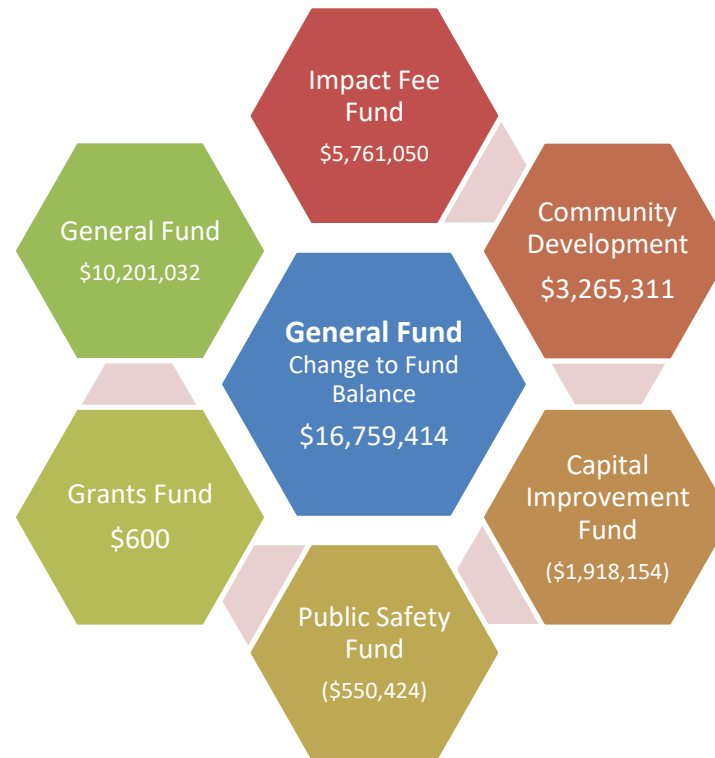 Impact Fee
Fund
$5,761,050
Community
Development
$3,265,311
Capital
Improvement
Fund
($1,918,154)
Public Safety
Fund
($550,424)
Grants Fund
$600
General Fund
$10,201,032
General Fund
Change to Fund
Balance
$16,759,414